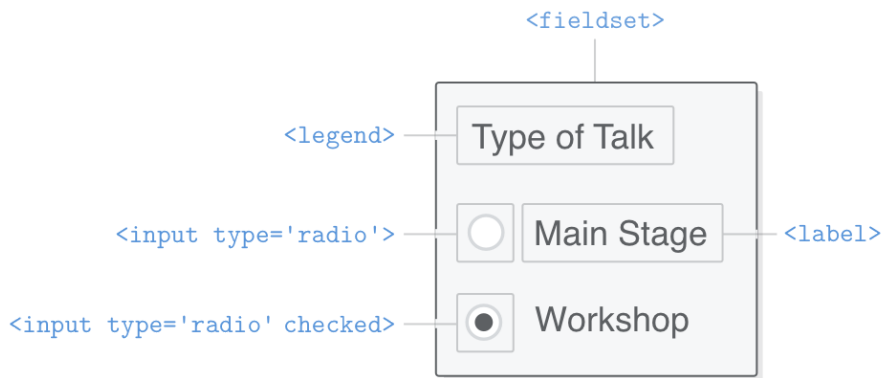 <fieldset>
<legend>
Type of Talk
<input type='radio'>
Main Stage
<label>
<input type='radio' checked>
Workshop